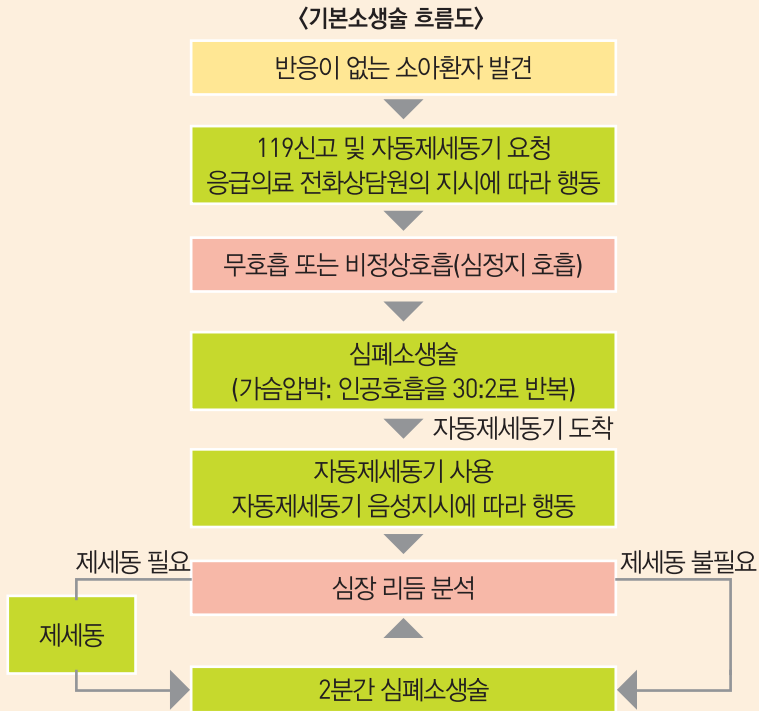 〈기본소생술 흐름도〉
반응이 없는 소아환자 발견
119신고 및 자동제세동기 요청
응급의료 전화상담원의 지시에 따라 행동
무호흡 또는 비정상호흡(심정지 호흡)
심폐소생술
(가슴압박: 인공호흡을 30:2로 반복)
자동제세동기 도착
자동제세동기 사용
자동제세동기 음성지시에 따라 행동
제세동 필요
제세동 불필요
심장 리듬 분석
제세동
2분간 심폐소생술